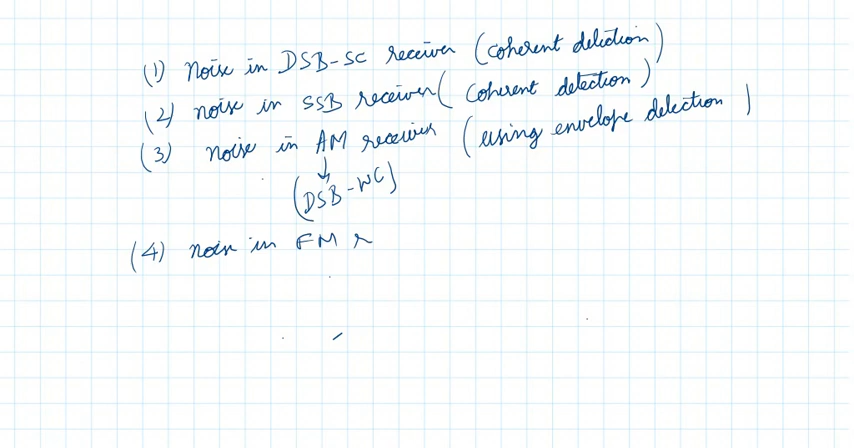 (1) Noise in DSB-SC receiver (coherent detection)
(2) noise in SSB receiver (coherent detection)
(3) noise in AM receiver (using envelope detection)
(DSB-WC)
(4) noise in FM r